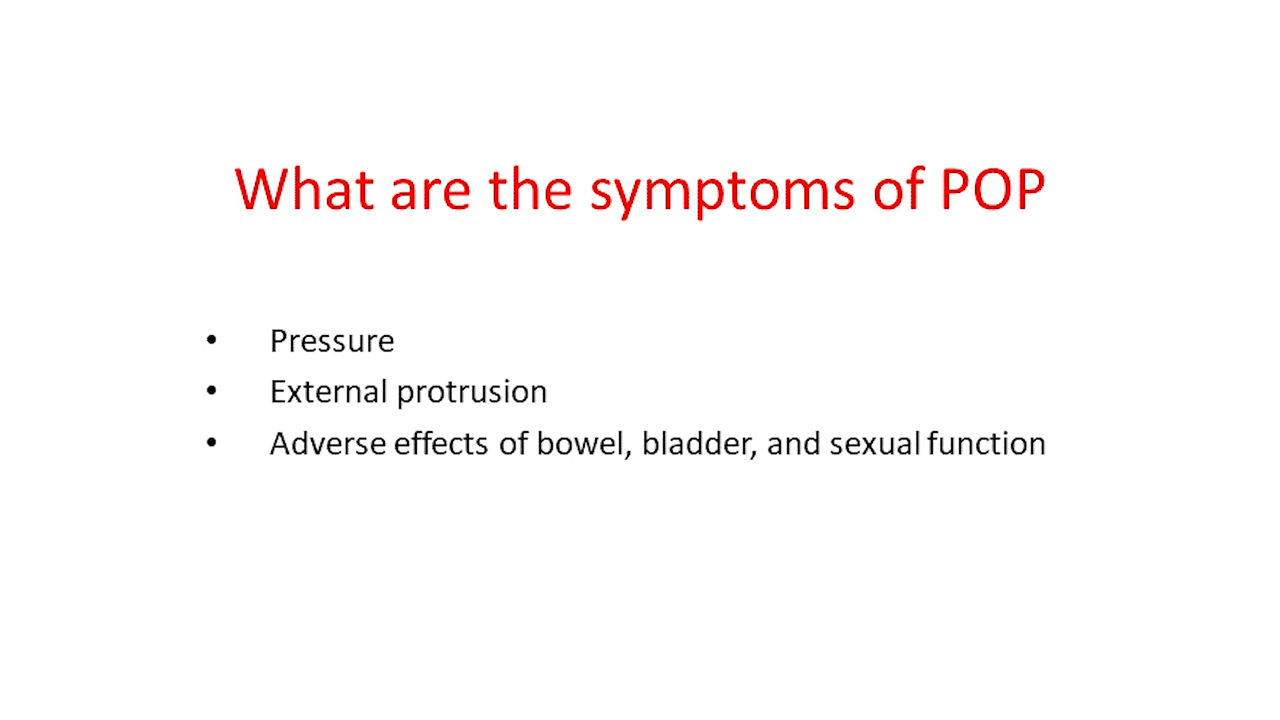 What are the symptoms of POP
• Pressure
• External protrusion
• Adverse effects of bowel, bladder, and sexual function